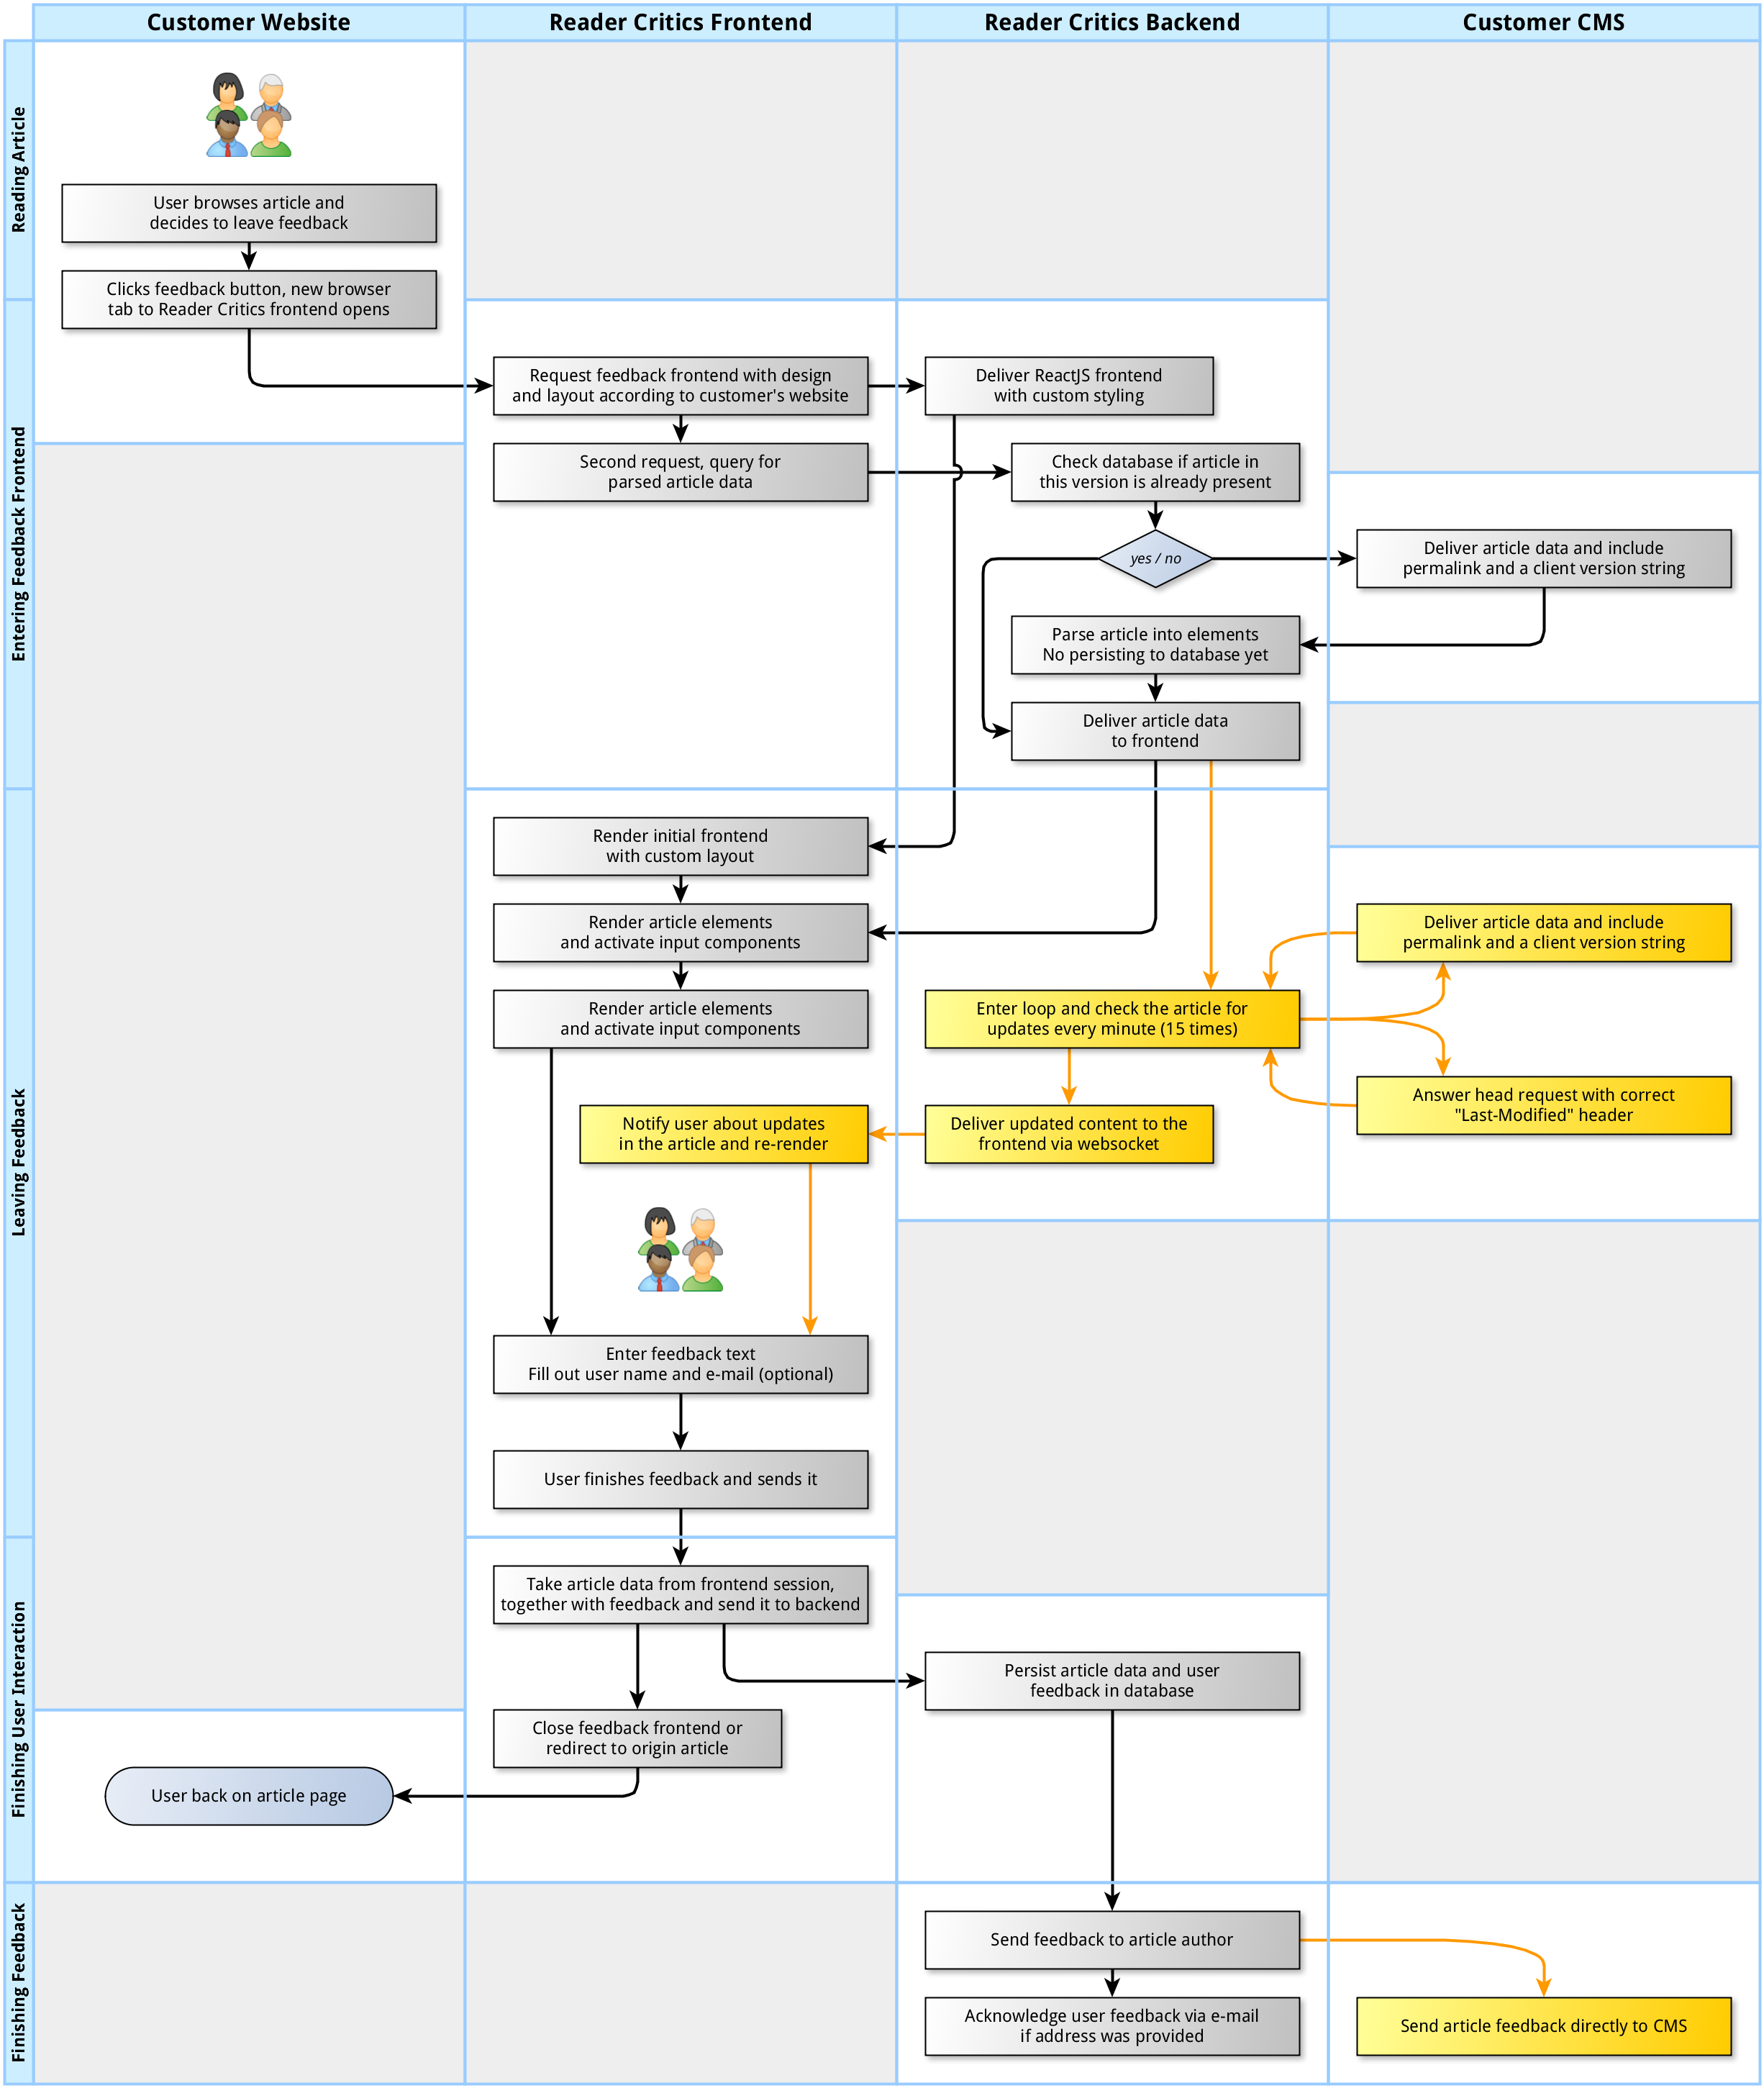 Customer Website
Reader Critics Frontend
Reader Critics Backend
Customer CMS
Reading Article
User browses article and
decides to leave feedback
Clicks feedback button, new browser
tab to Reader Critics frontend opens
Entering Feedback Frontend
Request feedback frontend with design
and layout according to customer's website
Deliver ReactJS frontend
with custom styling
Second request, query for
parsed article data
Check database if article in
this version is already present
yes / no
Deliver article data and include
permalink and a client version string
Parse article into elements
No persisting to database yet
Deliver article data
to frontend
Leaving Feedback
Render initial frontend
with custom layout
Render article elements
and activate input components
Deliver article data and include
permalink and a client version string
Render article elements
and activate input components
Enter loop and check the article for
updates every minute (15 times)
Answer head request with correct
"Last-Modified" header
Notify user about updates
in the article and re-render
Deliver updated content to the
frontend via websocket
Enter feedback text
Fill out user name and e-mail (optional)
User finishes feedback and sends it
Finishing User Interaction
Take article data from frontend session,
together with feedback and send it to backend
Persist article data and user
feedback in database
Close feedback frontend or
redirect to origin article
User back on article page
Finishing Feedback
Send feedback to article author
Acknowledge user feedback via e-mail
if address was provided
Send article feedback directly to CMS